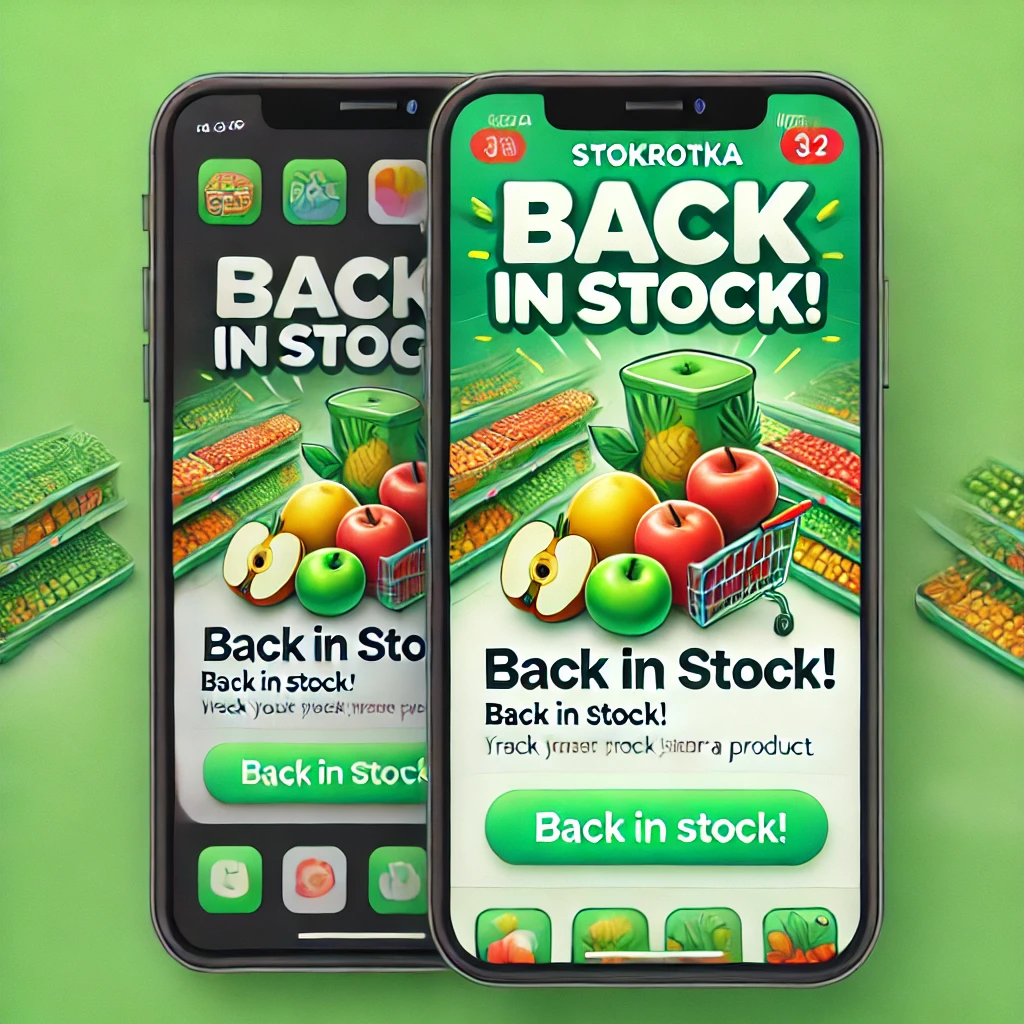 BACK
IN STOC
Back in Sto
Back in stock!
Back in Stock
32
STOKROTKA
BACK
IN STOCK!
Back in Stock!
Back in Stock!
a product
Back in stock!